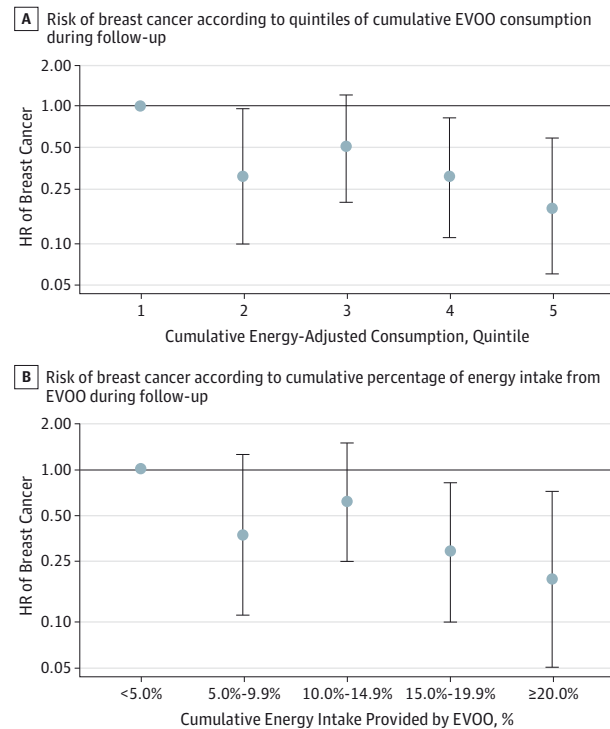 A Risk of breast cancer according to quintiles of cumulative EVOO consumption
during follow-up
2.00
1.00
0.50
0.25
0.10
0.05
HR of Breast Cancer
1 2 3 4 5
Cumulative Energy-Adjusted Consumption, Quintile
B Risk of breast cancer according to cumulative percentage of energy intake from
EVOO during follow-up
2.00
1.00
0.50
0.25
0.10
0.05
HR of Breast Cancer
<5.0% 5.0%-9.9% 10.0%-14.9% 15.0%-19.9% ≥20.0%
Cumulative Energy Intake Provided by EVOO, %